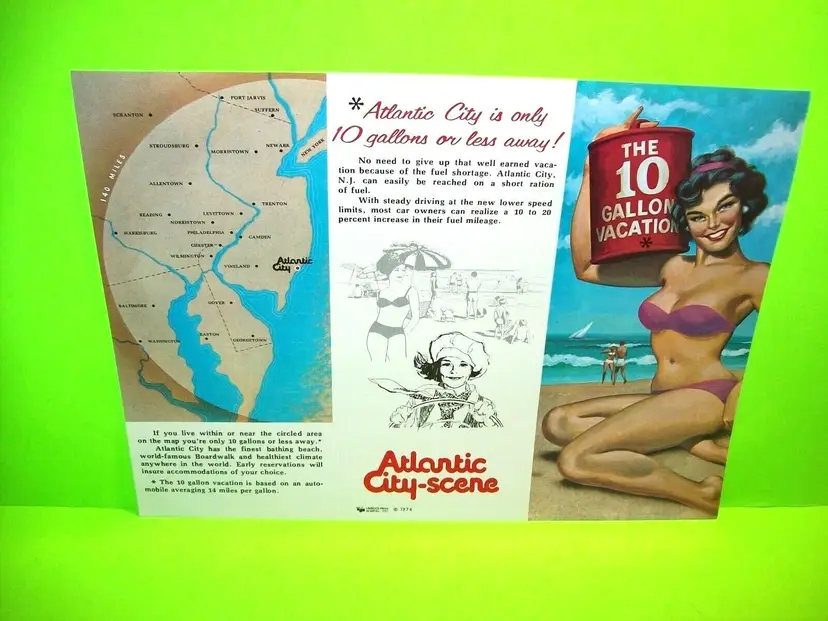 PORT JARVIS
SCRANTON
SUFFERN
STROUDSBURG
NEWARK
NEW YORK
MORRISTOWN
140 MILES
ALLENTOWN
TRENTON
READING
LEVITTOWN
NORRISTOWN
PHILADELPHIA
HARRISBURG
CAMDEN
CHESTER
WILMINGTON
VINELAND
Atlantic
City
BALTIMORE
DOVER
EASTON
WASHINGTON
GEORGETOWN
If you live within or near the circled area
on the map you're only 10 gallons or less away.*
Atlantic City has the finest bathing beach,
world-famous Boardwalk and healthiest climate
anywhere in the world. Early reservations will
insure accommodations of your choice.
* The 10 gallon vacation is based on an auto-
mobile averaging 14 miles per gallon.
*Atlantic City is only
10 gallons or less away!
No need to give up that well earned vaca-
tion because of the fuel shortage. Atlantic City,
N.J. can easily be reached on a short ration
of fuel.
With steady driving at the new lower speed
limits, most car owners can realize a 10 to 20
percent increase in their fuel mileage.
Atlantic
City-scene
© 1974
THE
10
GALLON
VACATION
*